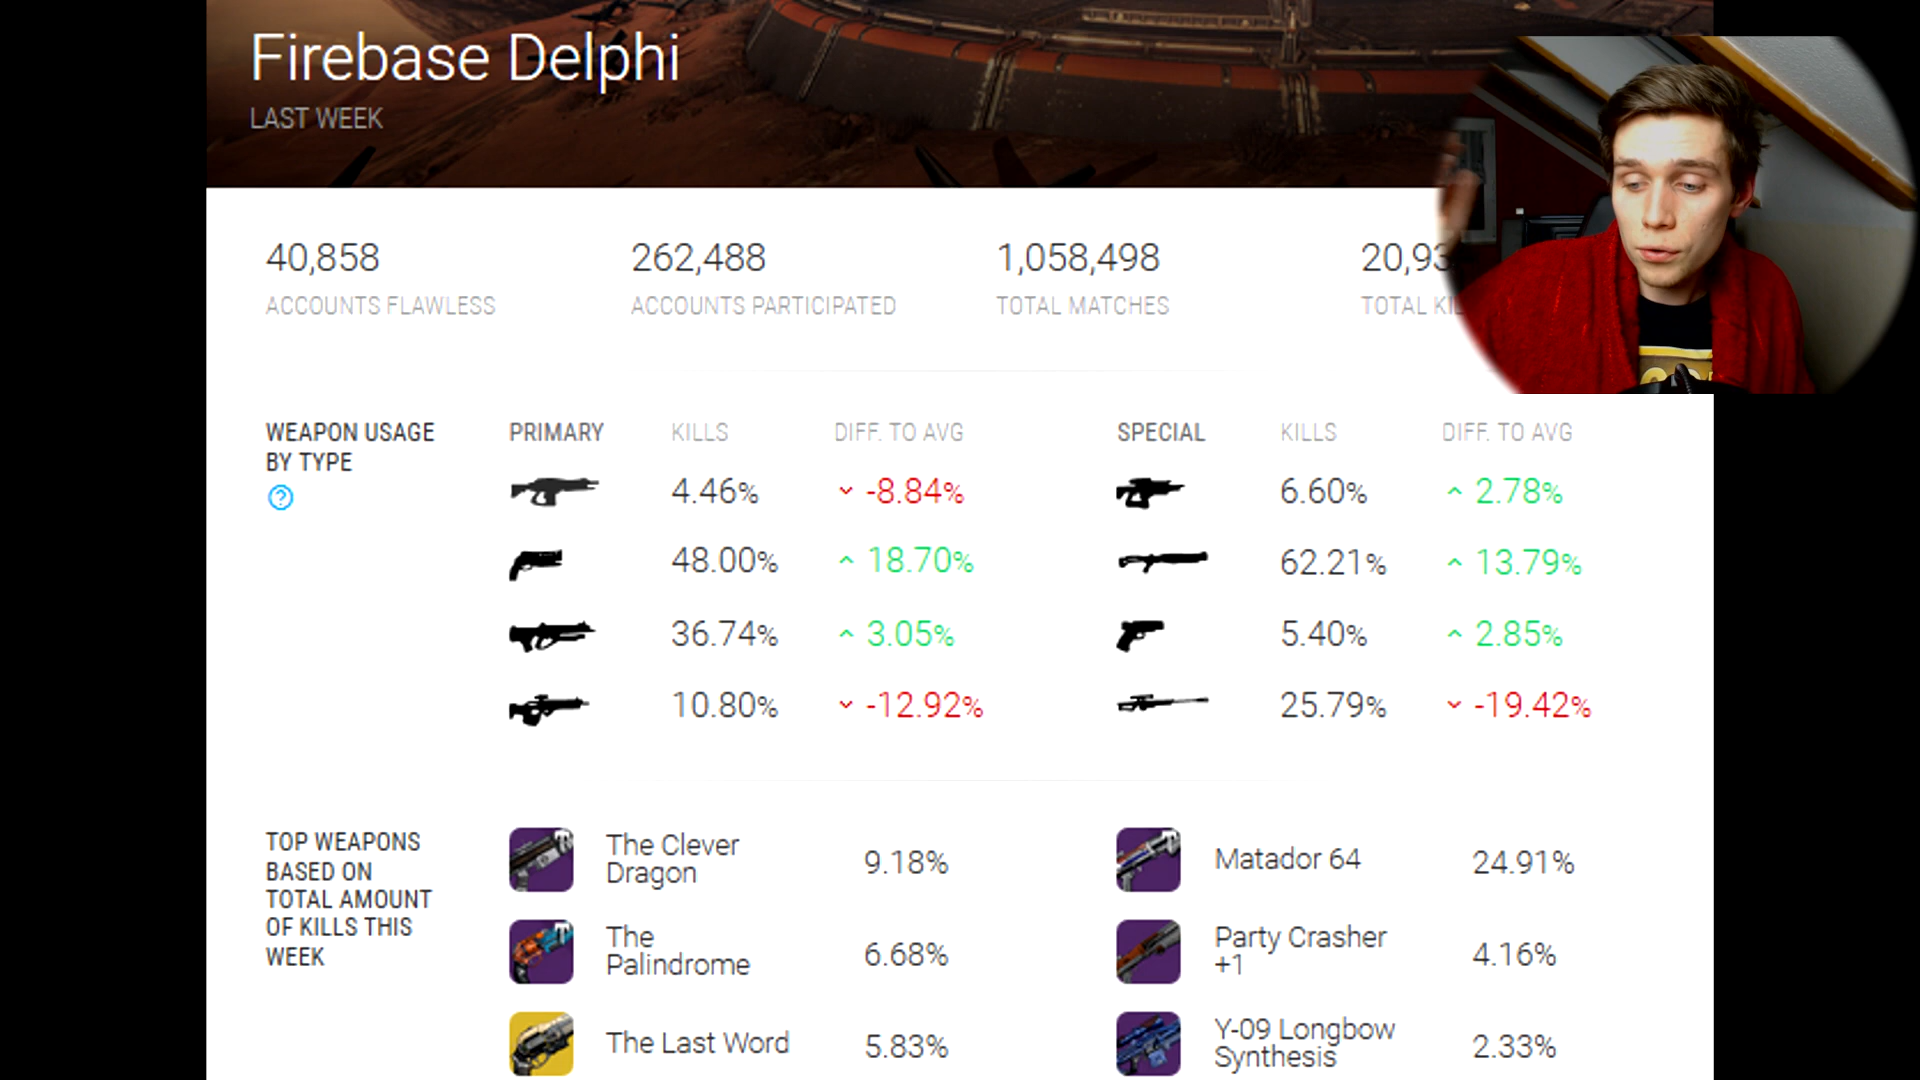 Firebase Delphi
LAST WEEK
40,858 262,488 1,058,498 20,93
ACCOUNTS FLAWLESS ACCOUNTS PARTICIPATED TOTAL MATCHES TOTAL
WEAPON USAGE PRIMARY KILLS DIFF. TO AVG SPECIAL KILLS DIFF. TO AVG
BY TYPE
?
4.46% -8.84% 6.60% 2.78%
48.00% 18.70% 62.21% 13.79%
36.74% 3.05% 5.40% 2.85%
10.80% -12.92% 25.79% -19.42%
TOP WEAPONS
BASED ON
TOTAL AMOUNT
OF KILLS THIS
WEEK
The Clever
Dragon
9.18%
Matador 64
24.91%
The
Palindrome
6.68%
Party Crasher
+1
4.16%
The Last Word
5.83%
Y-09 Longbow
Synthesis
2.33%